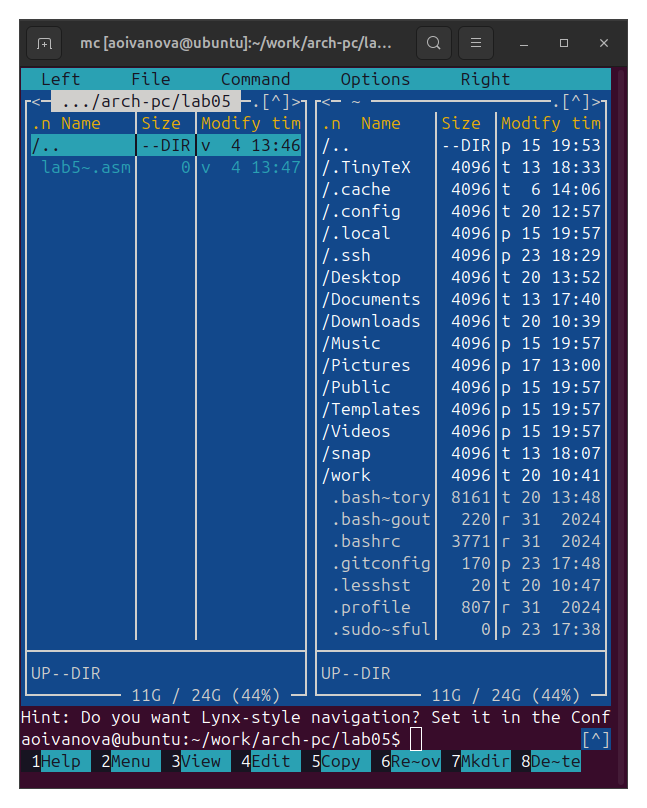 mc [aoivanova@ubuntu]:~/work/arch-pc/la...
Left File Command Options Right
<─ .../arch-pc/lab05 ─.[^]>
.n Name Size Modify tim
/.. --DIR v 4 13:46
lab5~.asm 0 v 4 13:47
UP--DIR
11G / 24G (44%)
<─ ~ ─.[^]>
.n Name Size Modify tim
/.. --DIR p 15 19:53
/.TinyTeX 4096 t 13 18:33
/.cache 4096 t 6 14:06
/.config 4096 t 20 12:57
/.local 4096 p 15 19:57
/.ssh 4096 p 23 18:29
/Desktop 4096 t 20 13:52
/Documents 4096 t 13 17:40
/Downloads 4096 t 20 10:39
/Music 4096 p 15 19:57
/Pictures 4096 p 17 13:00
/Public 4096 p 15 19:57
/Templates 4096 p 15 19:57
/Videos 4096 p 15 19:57
/snap 4096 t 13 18:07
/work 4096 t 20 10:41
.bash~tory 8161 t 20 13:48
.bash~gout 220 r 31 2024
.bashrc 3771 r 31 2024
.gitconfig 170 p 23 17:48
.lesshst 20 t 20 10:47
.profile 807 r 31 2024
.sudo~sful 0 p 23 17:38
UP--DIR
11G / 24G (44%)
Hint: Do you want Lynx-style navigation? Set it in the Conf
aoivanova@ubuntu:~/work/arch-pc/lab05$ [^]
1Help 2Menu 3View 4Edit 5Copy 6Re~ov 7Mkdir 8De~te